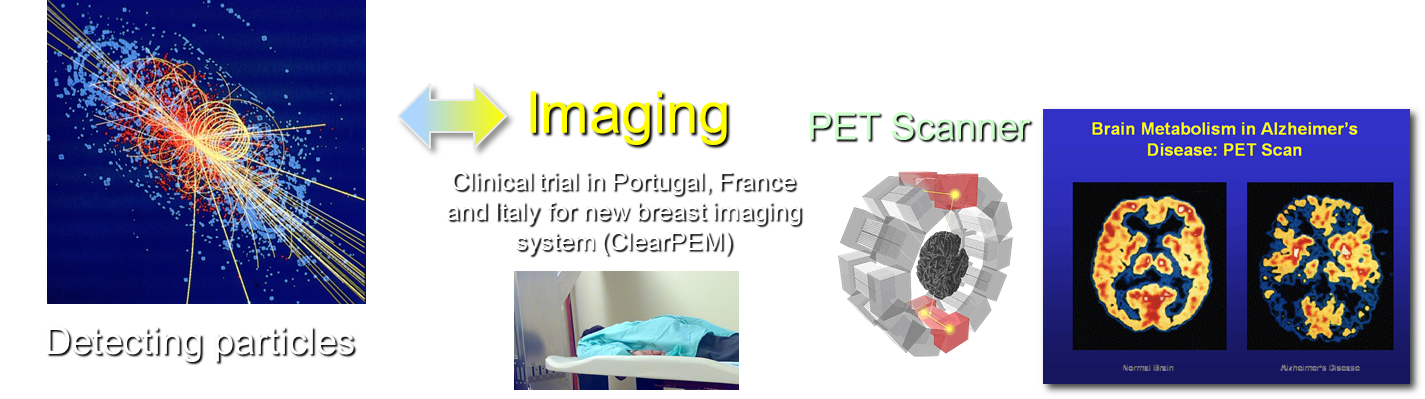 Detecting particles
Imaging
Clinical trial in Portugal, France
and Italy for new breast imaging
system (ClearPEM)
PET Scanner
Brain Metabolism in Alzheimer's
Disease: PET Scan
Normal Brain
Alzheimer's Disease